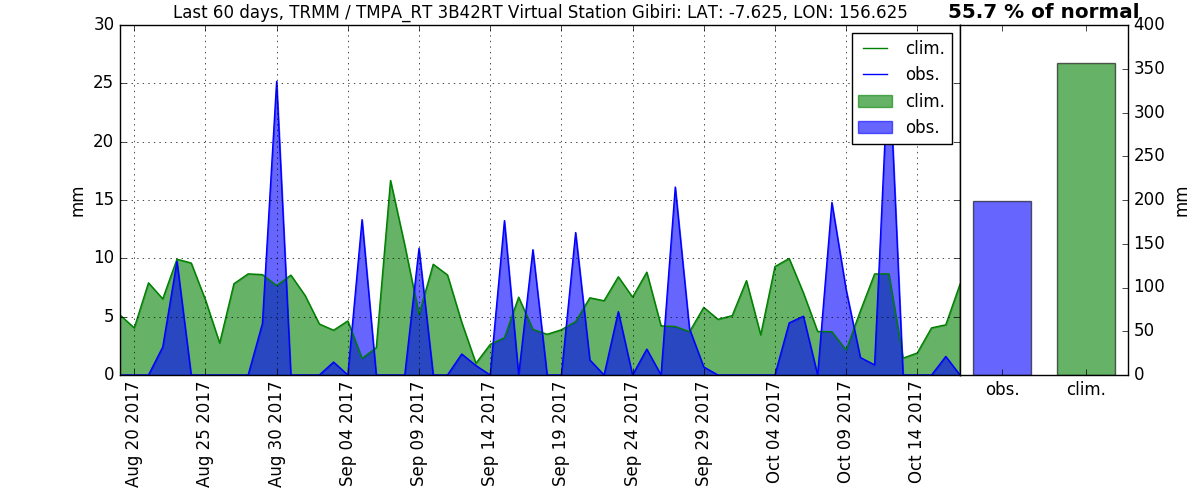 Last 60 days, TRMM / TMPA_RT 3B42RT Virtual Station Gibiri: LAT: -7.625, LON: 156.625
55.7 % of normal
30
25
20
15
10
5
0
mm
clim.
obs.
clim.
obs.
400
350
300
250
200
150
100
50
0
mm
Aug 20 2017
Aug 25 2017
Aug 30 2017
Sep 04 2017
Sep 09 2017
Sep 14 2017
Sep 19 2017
Sep 24 2017
Sep 29 2017
Oct 04 2017
Oct 09 2017
Oct 14 2017
obs.
clim.